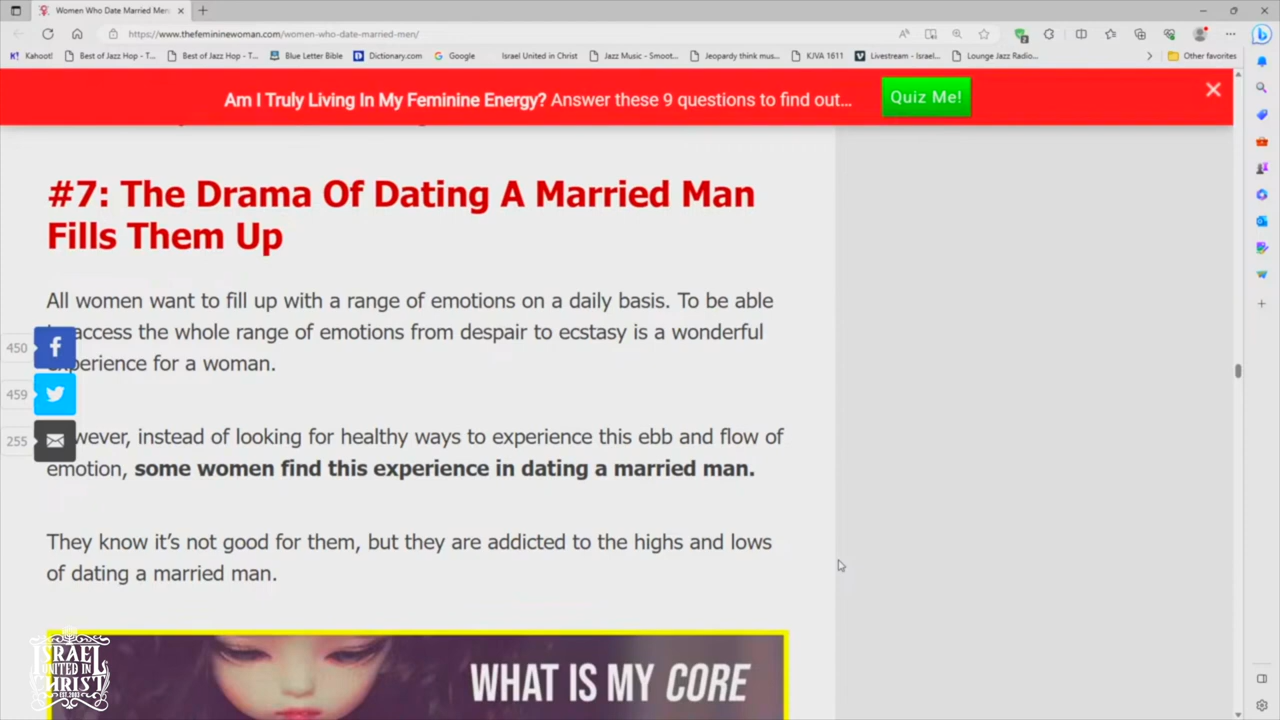 Women Who Date Married Men
https://www.thefemininewoman.com/women-who-date-married-men/
Kahoot!
Best of Jazz Hop - T...
Best of Jazz Hop - T...
Blue Letter Bible
Dictionary.com
Google
Israel United in Christ
Jazz Music - Smoot...
Jeopardy think mus...
KJVA 1611
Livestream - Israel...
Lounge Jazz Radio...
Other favorites
Am I Truly Living In My Feminine Energy? Answer these 9 questions to find out...
Quiz Me!
#7: The Drama Of Dating A Married Man
Fills Them Up
All women want to fill up with a range of emotions on a daily basis. To be able
access the whole range of emotions from despair to ecstasy is a wonderful
experience for a woman.
450
459
255
wever, instead of looking for healthy ways to experience this ebb and flow of
emotion, some women find this experience in dating a married man.
They know it's not good for them, but they are addicted to the highs and lows
of dating a married man.
WHAT IS MY CORE
ISRAEL
UNITED IN
CHRIST
EST. 2003